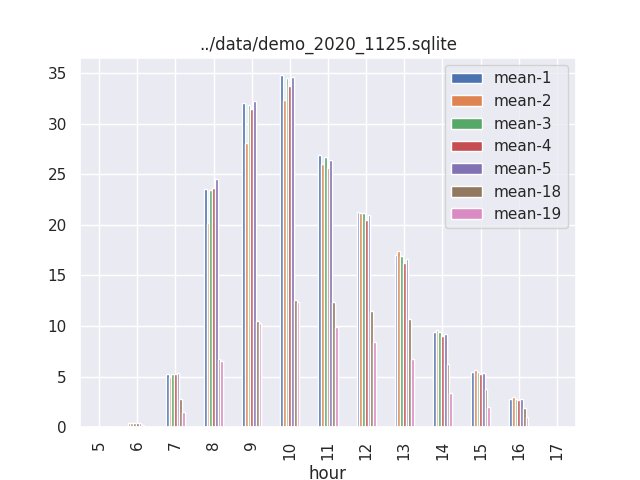 ../data/demo_2020_1125.sqlite
35
30
25
20
15
10
5
0
mean-1
mean-2
mean-3
mean-4
mean-5
mean-18
mean-19
5 6 7 8 9 10 11 12 13 14 15 16 17
hour